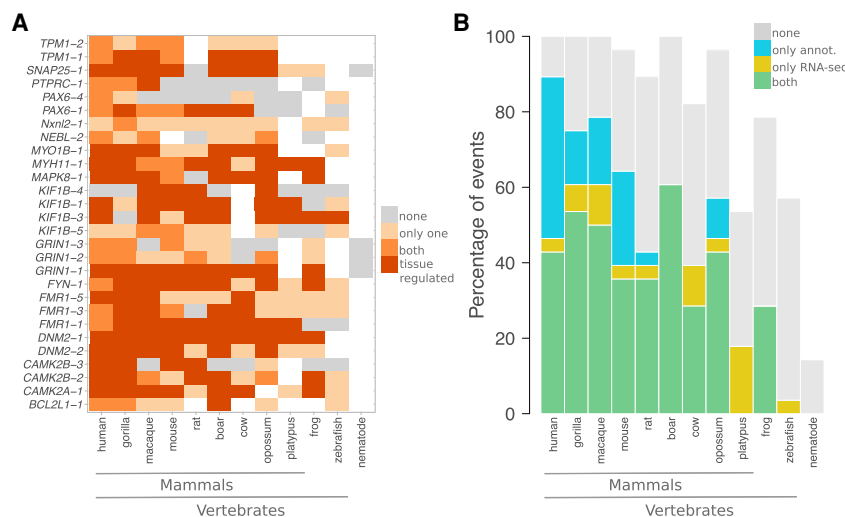 A
TPM1-2
TPM1-1
SNAP25-1
PTPRC-1
PAX6-4
PAX6-1
Nxnl2-1
NEBL-2
MYO1B-1
MYH11-1
MAPK8-1
KIF1B-4
KIF1B-1
KIF1B-3
KIF1B-5
GRIN1-3
GRIN1-2
GRIN1-1
FYN-1
FMR1-5
FMR1-3
FMR1-1
DNM2-1
DNM2-2
CAMK2B-3
CAMK2B-2
CAMK2A-1
BCL2L1-1
human
gorilla
macaque
mouse
rat
boar
cow
opossum
platypus
frog
zebrafish
nematode
Mammals
Vertebrates
none
only one
both
tissue
regulated
B
Percentage of events
100
80
60
40
20
0
none
only annot.
only RNA-seq
both
human
gorilla
macaque
mouse
rat
boar
cow
opossum
platypus
frog
zebrafish
nematode
Mammals
Vertebrates